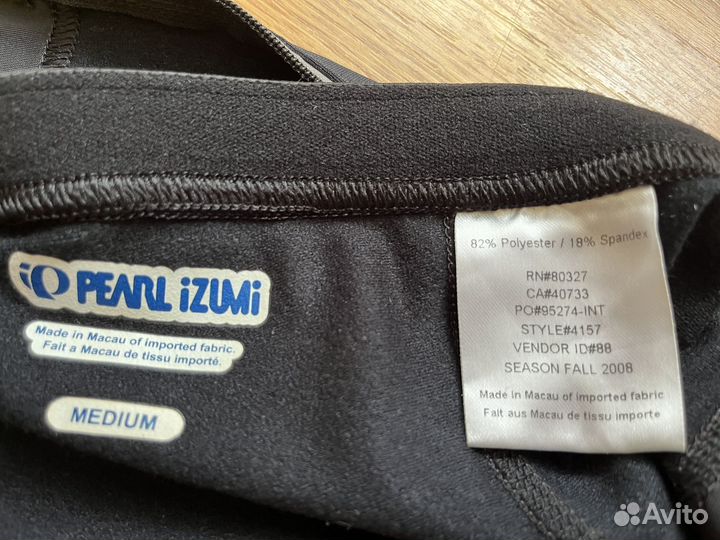 PEARL iZUMi
Made in Macau of imported fabric.
Fait a Macau de tissu importé.
MEDIUM
82% Polyester / 18% Spandex
RN#80327
CA#40733
PO#95274-INT
STYLE#4157
VENDOR ID#88
SEASON FALL 2008
Made in Macau of imported fabric
Fait aus Macau de tissu importe
Avito